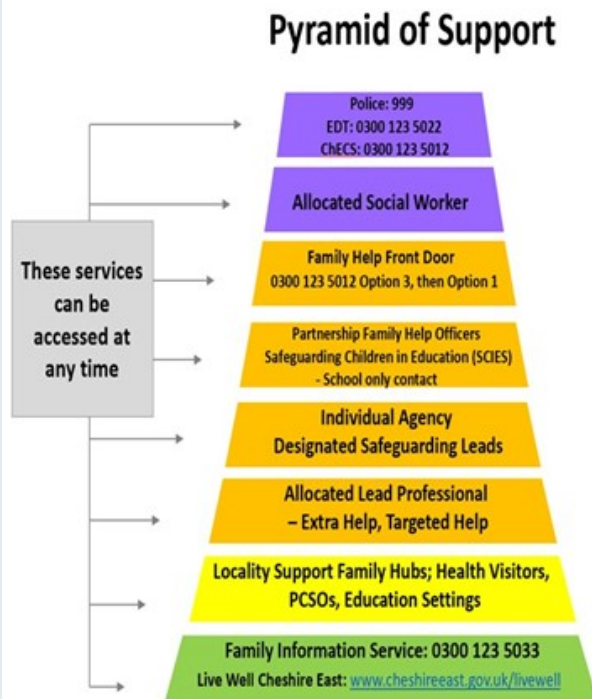 Pyramid of Support
Police: 999
EDT: 0300 123 5022
ChECS: 0300 123 5012
Allocated Social Worker
Family Help Front Door
0300 123 5012 Option 3, then Option 1
Partnership Family Help Officers
Safeguarding Children in Education (SCIES)
- School only contact
Individual Agency
Designated Safeguarding Leads
Allocated Lead Professional
– Extra Help, Targeted Help
Locality Support Family Hubs; Health Visitors,
PCSOs, Education Settings
Family Information Service: 0300 123 5033
Live Well Cheshire East: www.cheshireeast.gov.uk/livewell
These services
can be
accessed at
any time